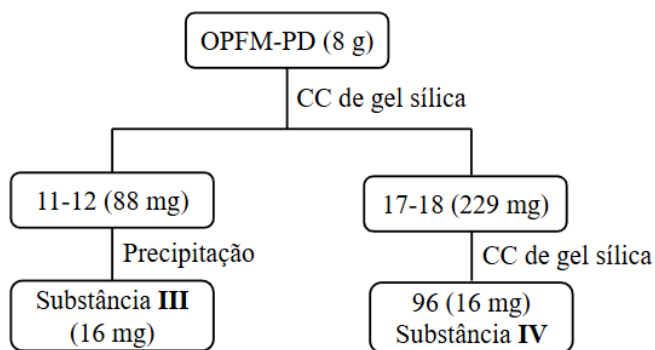 OPFM-PD (8 g)
CC de gel sílica
11-12 (88 mg)
17-18 (229 mg)
Precipitação
CC de gel sílica
Substância III
(16 mg)
96 (16 mg)
Substância IV